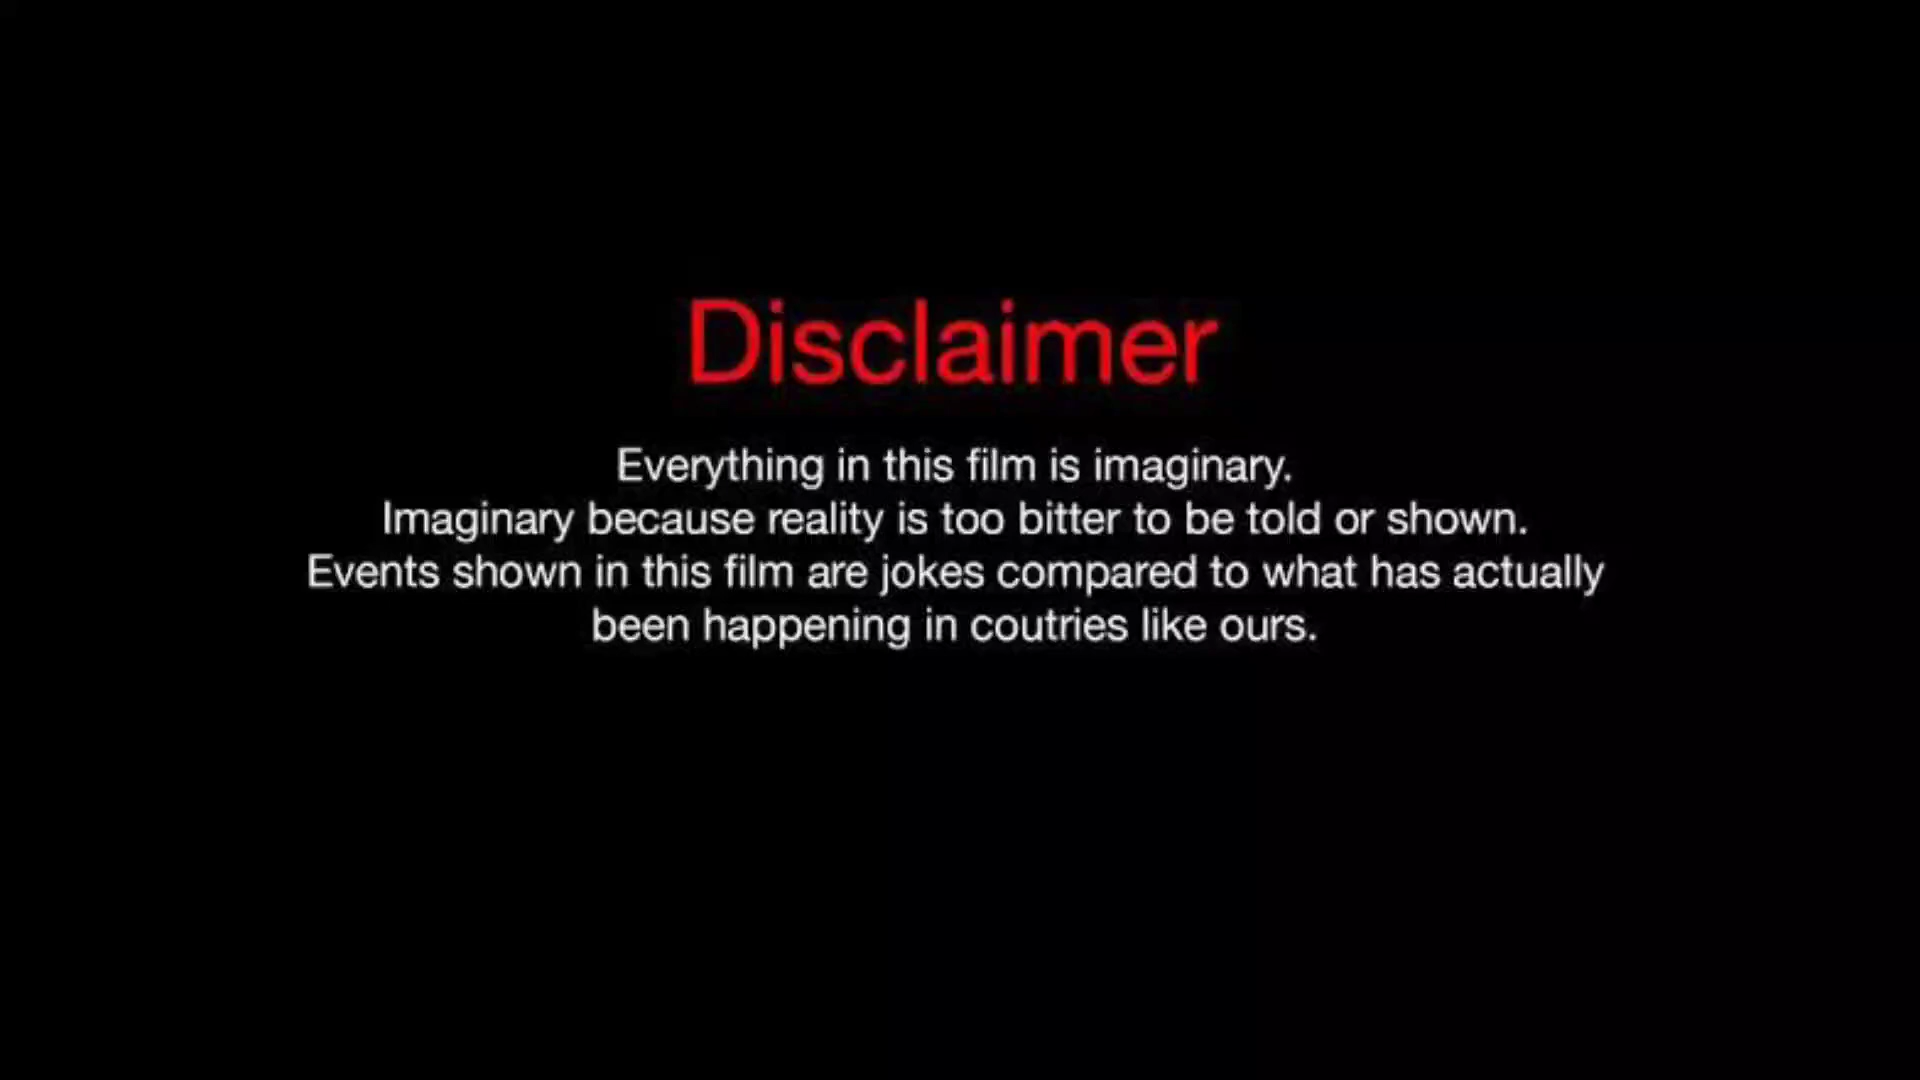 Disclaimer
Everything in this film is imaginary.
Imaginary because reality is too bitter to be told or shown.
Events shown in this film are jokes compared to what has actually
been happening in coutries like ours.